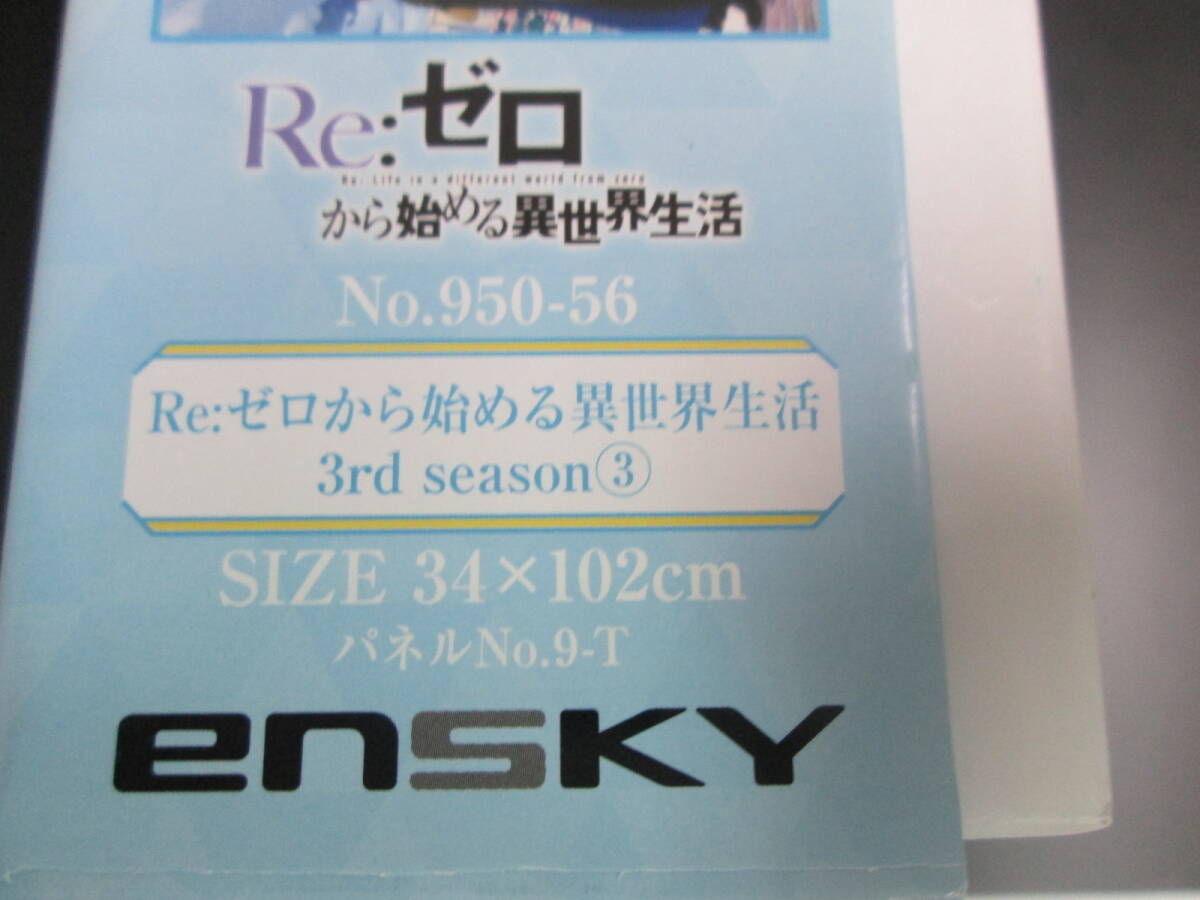 Re:ゼロ
Re: Life in a different world from zero
から始める異世界生活
No.950-56
Re:ゼロから始める異世界生活
3rd season③
SIZE 34×102cm
パネルNo.9-T
ensKY